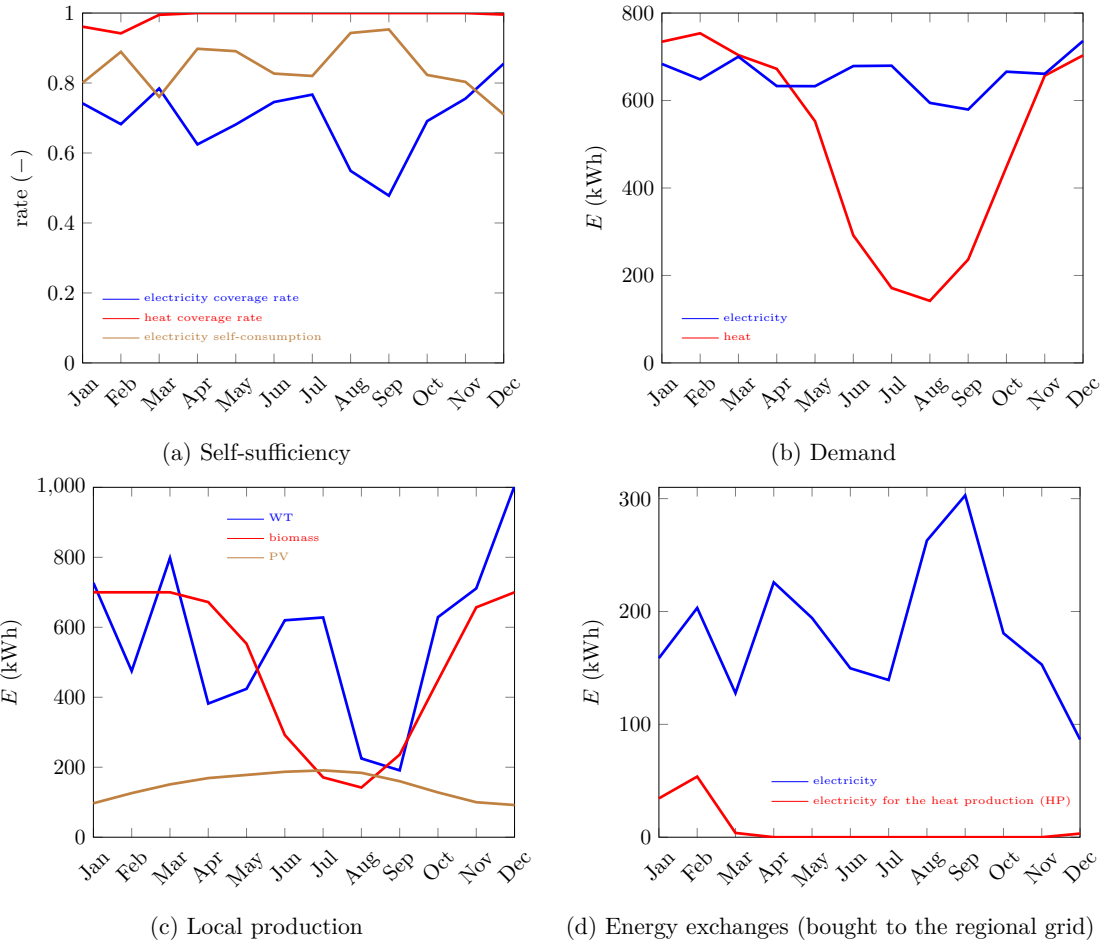 1
0.8
0.6
0.4
0.2
0
rate (−)
electricity coverage rate
heat coverage rate
electricity self-consumption
Jan Feb Mar Apr May Jun Jul Aug Sep Oct Nov Dec
(a) Self-sufficiency
800
600
400
200
0
E (kWh)
electricity
heat
Jan Feb Mar Apr May Jun Jul Aug Sep Oct Nov Dec
(b) Demand
1,000
800
600
400
200
0
E (kWh)
WT
biomass
PV
Jan Feb Mar Apr May Jun Jul Aug Sep Oct Nov Dec
(c) Local production
300
200
100
0
E (kWh)
electricity
electricity for the heat production (HP)
Jan Feb Mar Apr May Jun Jul Aug Sep Oct Nov Dec
(d) Energy exchanges (bought to the regional grid)